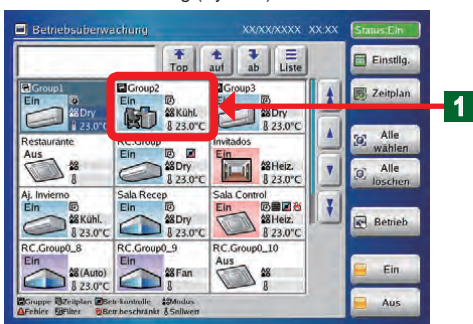 Betriebsüberwachung XX/XX/XXXX XX:XX Status:Ein
Top auf ab Liste
Einstlg.
Zeitplan
Alle wählen
Alle löschen
Betrieb
Ein
Aus
Group1 Group2 Group3
Ein Ein Ein
Dry Kühl. Dry
23.0°C 23.0°C 23.0°C
Restaurante RC.Group Invitados
Aus Ein Ein
Dry Heiz.
23.0°C 23.0°C
Aj. Invierno Sala Recep Sala Control
Ein Ein Ein
Kühl. Dry Heiz.
23.0°C 23.0°C 23.0°C
RC.Group0_8 RC.Group0_9 RC.Group0_10
Ein Ein Aus
(Auto) Fan
23.0°C
Gruppe Zeitplan Betr-kontrolle Modus
Fehler Filter Betr.beschränkt Sollwert
1